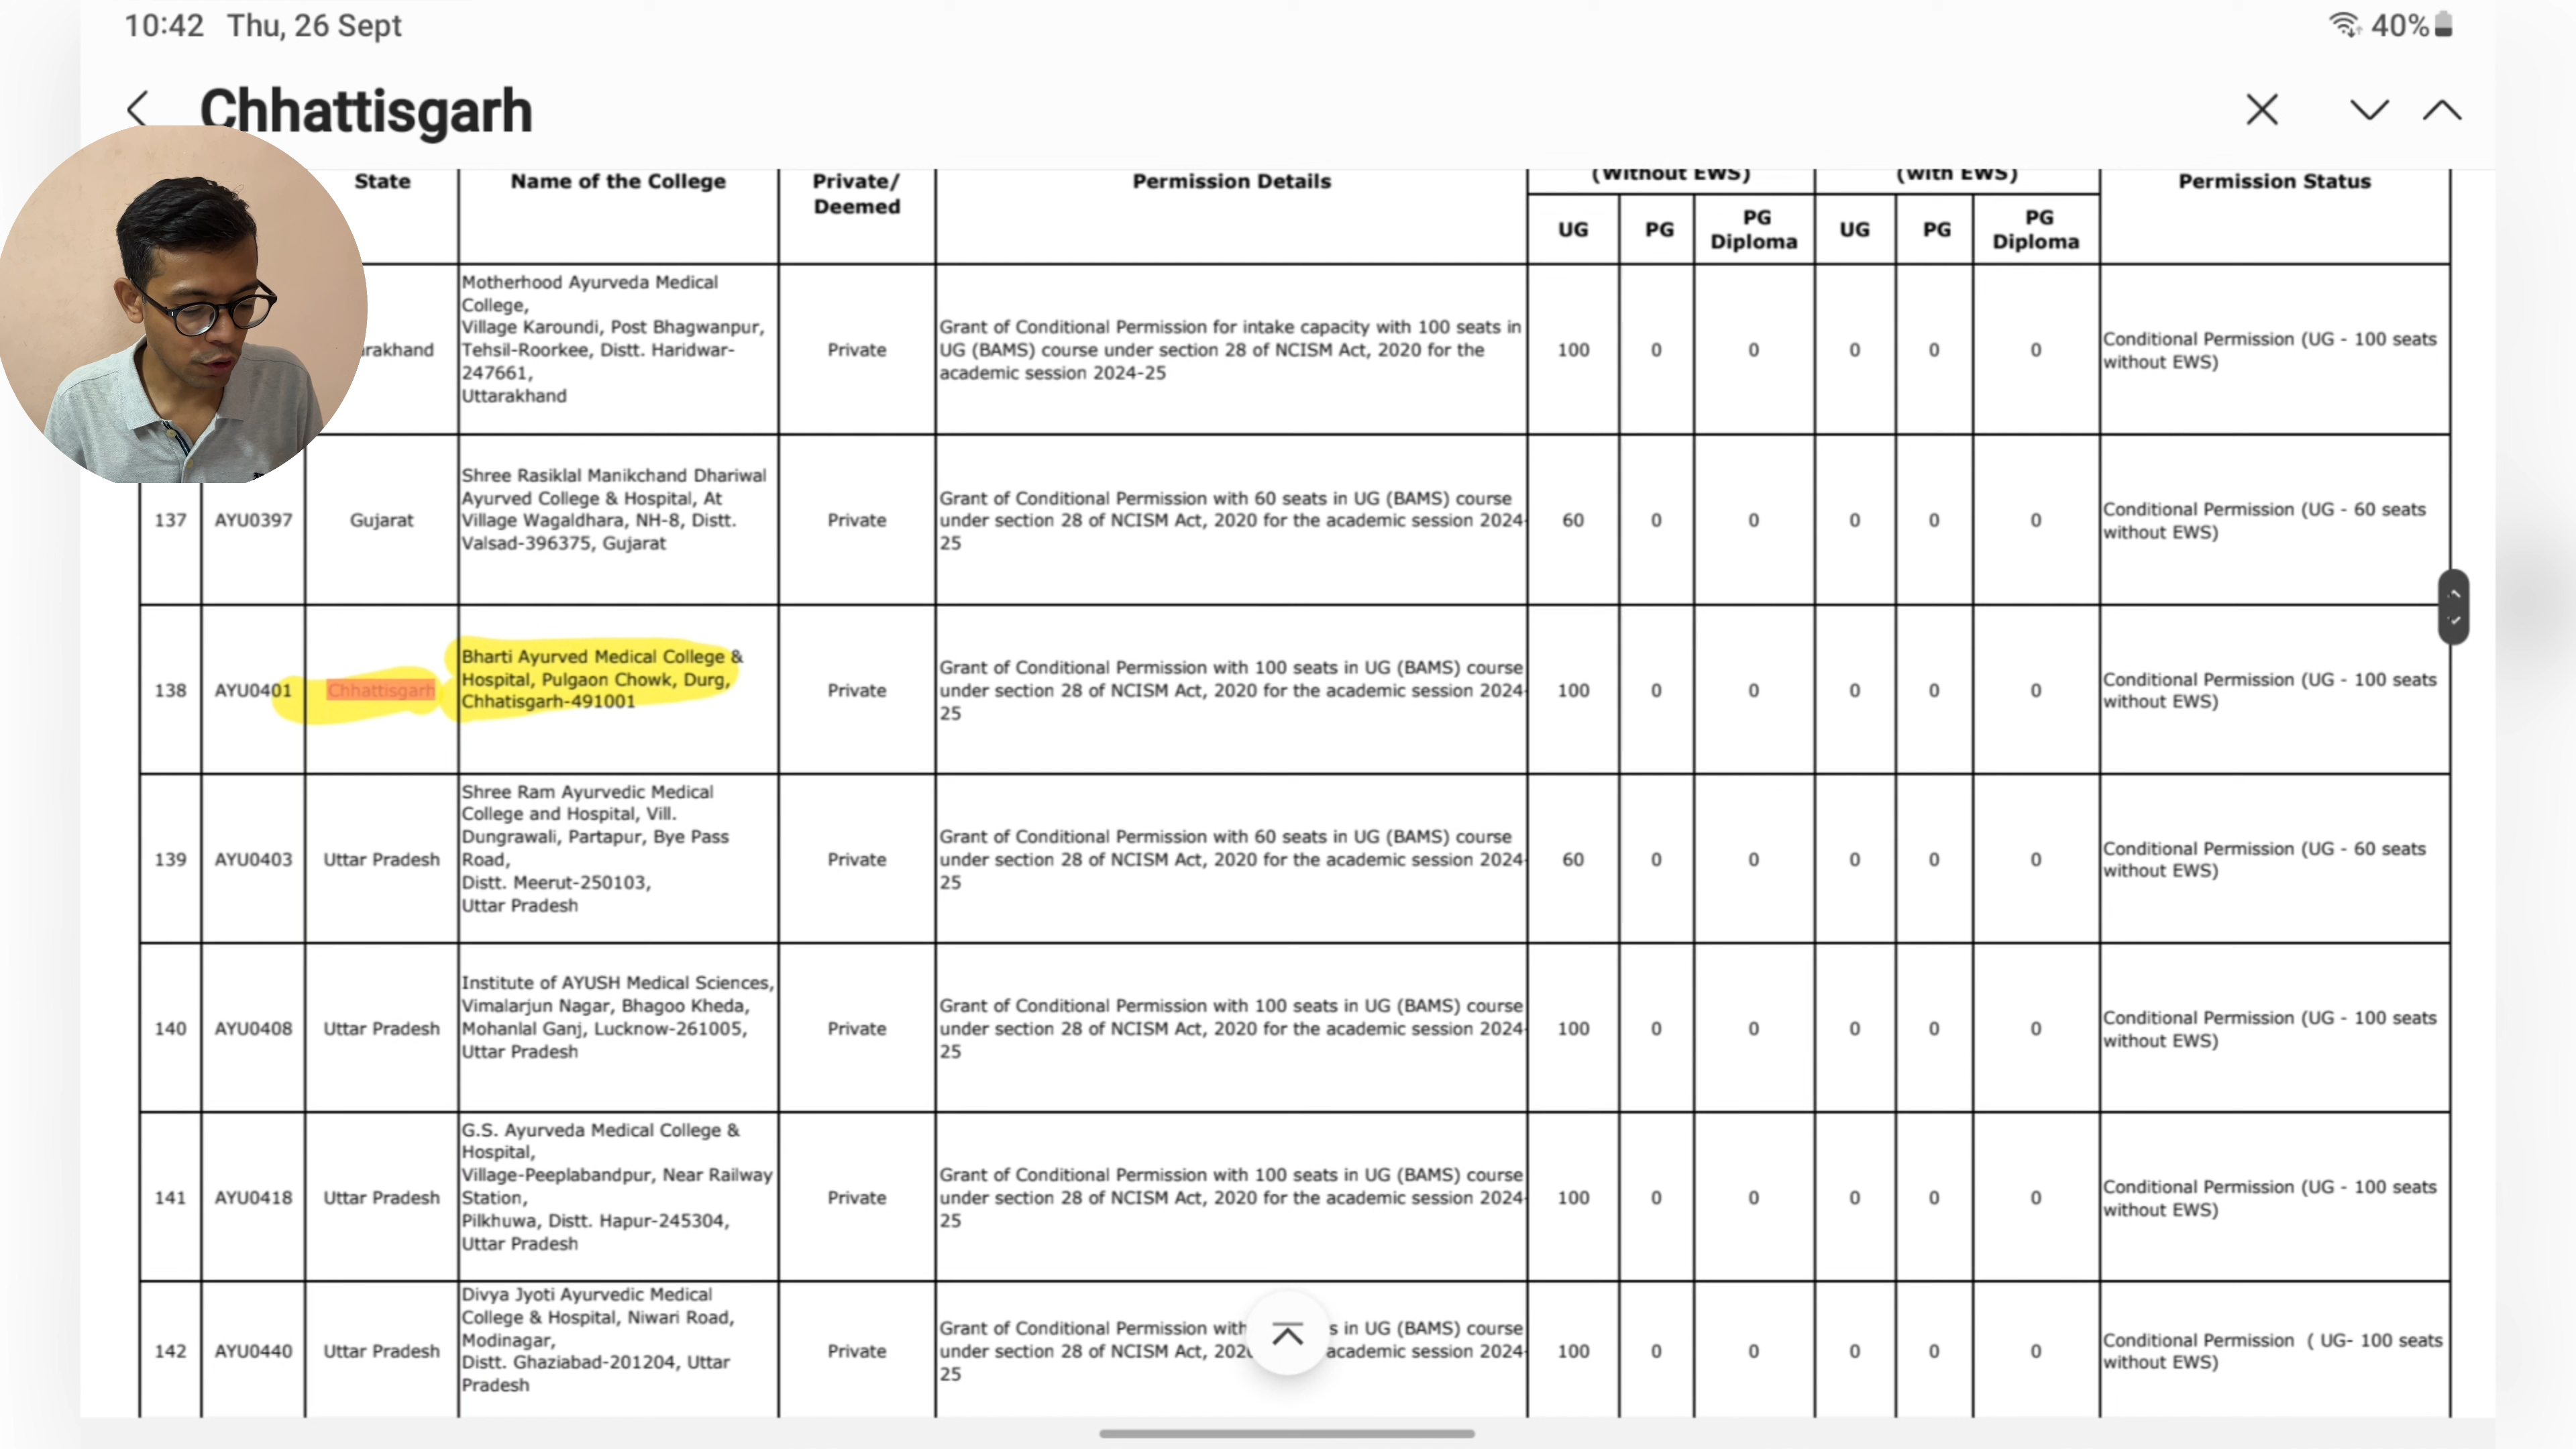 10:42 Thu, 26 Sept
40%
Chhattisgarh
State
Name of the College
Private/
Deemed
Permission Details
(Without EWS)
(with EWS)
Permission Status
UG
PG
PG
Diploma
UG
PG
PG
Diploma
rakhand
Motherhood Ayurveda Medical
College,
Village Karoundi, Post Bhagwanpur,
Tehsil-Roorkee, Distt. Haridwar-
247661,
Uttarakhand
Private
Grant of Conditional Permission for intake capacity with 100 seats in
UG (BAMS) course under section 28 of NCISM Act, 2020 for the
academic session 2024-25
100
0
0
0
0
0
Conditional Permission (UG - 100 seats
without EWS)
137
AYU0397
Gujarat
Shree Rasiklal Manikchand Dhariwal
Ayurved College & Hospital, At
Village Wagaldhara, NH-8, Distt.
Valsad-396375, Gujarat
Private
Grant of Conditional Permission with 60 seats in UG (BAMS) course
under section 28 of NCISM Act, 2020 for the academic session 2024-
25
60
0
0
0
0
0
Conditional Permission (UG - 60 seats
without EWS)
138
AYU0401
Chhattisgarh
Bharti Ayurved Medical College &
Hospital, Pulgaon Chowk, Durg,
Chhatisgarh-491001
Private
Grant of Conditional Permission with 100 seats in UG (BAMS) course
under section 28 of NCISM Act, 2020 for the academic session 2024-
25
100
0
0
0
0
0
Conditional Permission (UG - 100 seats
without EWS)
139
AYU0403
Uttar Pradesh
Shree Ram Ayurvedic Medical
College and Hospital, Vill.
Dungrawali, Partapur, Bye Pass
Road,
Distt. Meerut-250103,
Uttar Pradesh
Private
Grant of Conditional Permission with 60 seats in UG (BAMS) course
under section 28 of NCISM Act, 2020 for the academic session 2024-
25
60
0
0
0
0
0
Conditional Permission (UG - 60 seats
without EWS)
140
AYU0408
Uttar Pradesh
Institute of AYUSH Medical Sciences,
Vimalarjun Nagar, Bhagoo Kheda,
Mohanlal Ganj, Lucknow-261005,
Uttar Pradesh
Private
Grant of Conditional Permission with 100 seats in UG (BAMS) course
under section 28 of NCISM Act, 2020 for the academic session 2024-
25
100
0
0
0
0
0
Conditional Permission (UG - 100 seats
without EWS)
141
AYU0418
Uttar Pradesh
G.S. Ayurveda Medical College &
Hospital,
Village-Peeplabandpur, Near Railway
Station,
Pilkhuwa, Distt. Hapur-245304,
Uttar Pradesh
Private
Grant of Conditional Permission with 100 seats in UG (BAMS) course
under section 28 of NCISM Act, 2020 for the academic session 2024-
25
100
0
0
0
0
0
Conditional Permission (UG - 100 seats
without EWS)
142
AYU0440
Uttar Pradesh
Divya Jyoti Ayurvedic Medical
College & Hospital, Niwari Road,
Modinagar,
Distt. Ghaziabad-201204, Uttar
Pradesh
Private
Grant of Conditional Permission with s in UG (BAMS) course
under section 28 of NCISM Act, 202 academic session 2024-
25
100
0
0
0
0
0
Conditional Permission ( UG- 100 seats
without EWS)